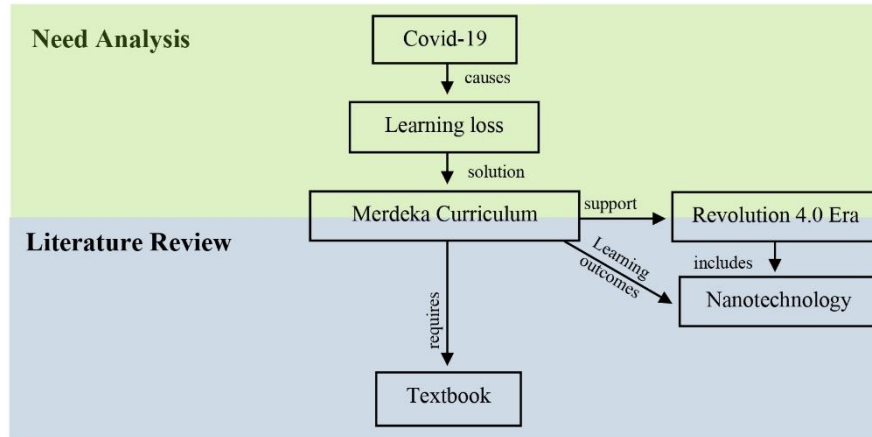 Need Analysis
Covid-19
causes
Learning loss
solution
Merdeka Curriculum
support
Revolution 4.0 Era
Literature Review
Learning
outcomes
includes
Nanotechnology
requires
Textbook